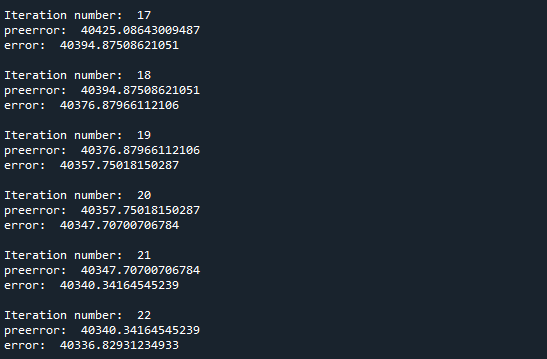 Iteration number:  17
preerror:  40425.08643009487
error:  40394.87508621051
Iteration number:  18
preerror:  40394.87508621051
error:  40376.87966112106
Iteration number:  19
preerror:  40376.87966112106
error:  40357.75018150287
Iteration number:  20
preerror:  40357.75018150287
error:  40347.70700706784
Iteration number:  21
preerror:  40347.70700706784
error:  40340.34164545239
Iteration number:  22
preerror:  40340.34164545239
error:  40336.82931234933